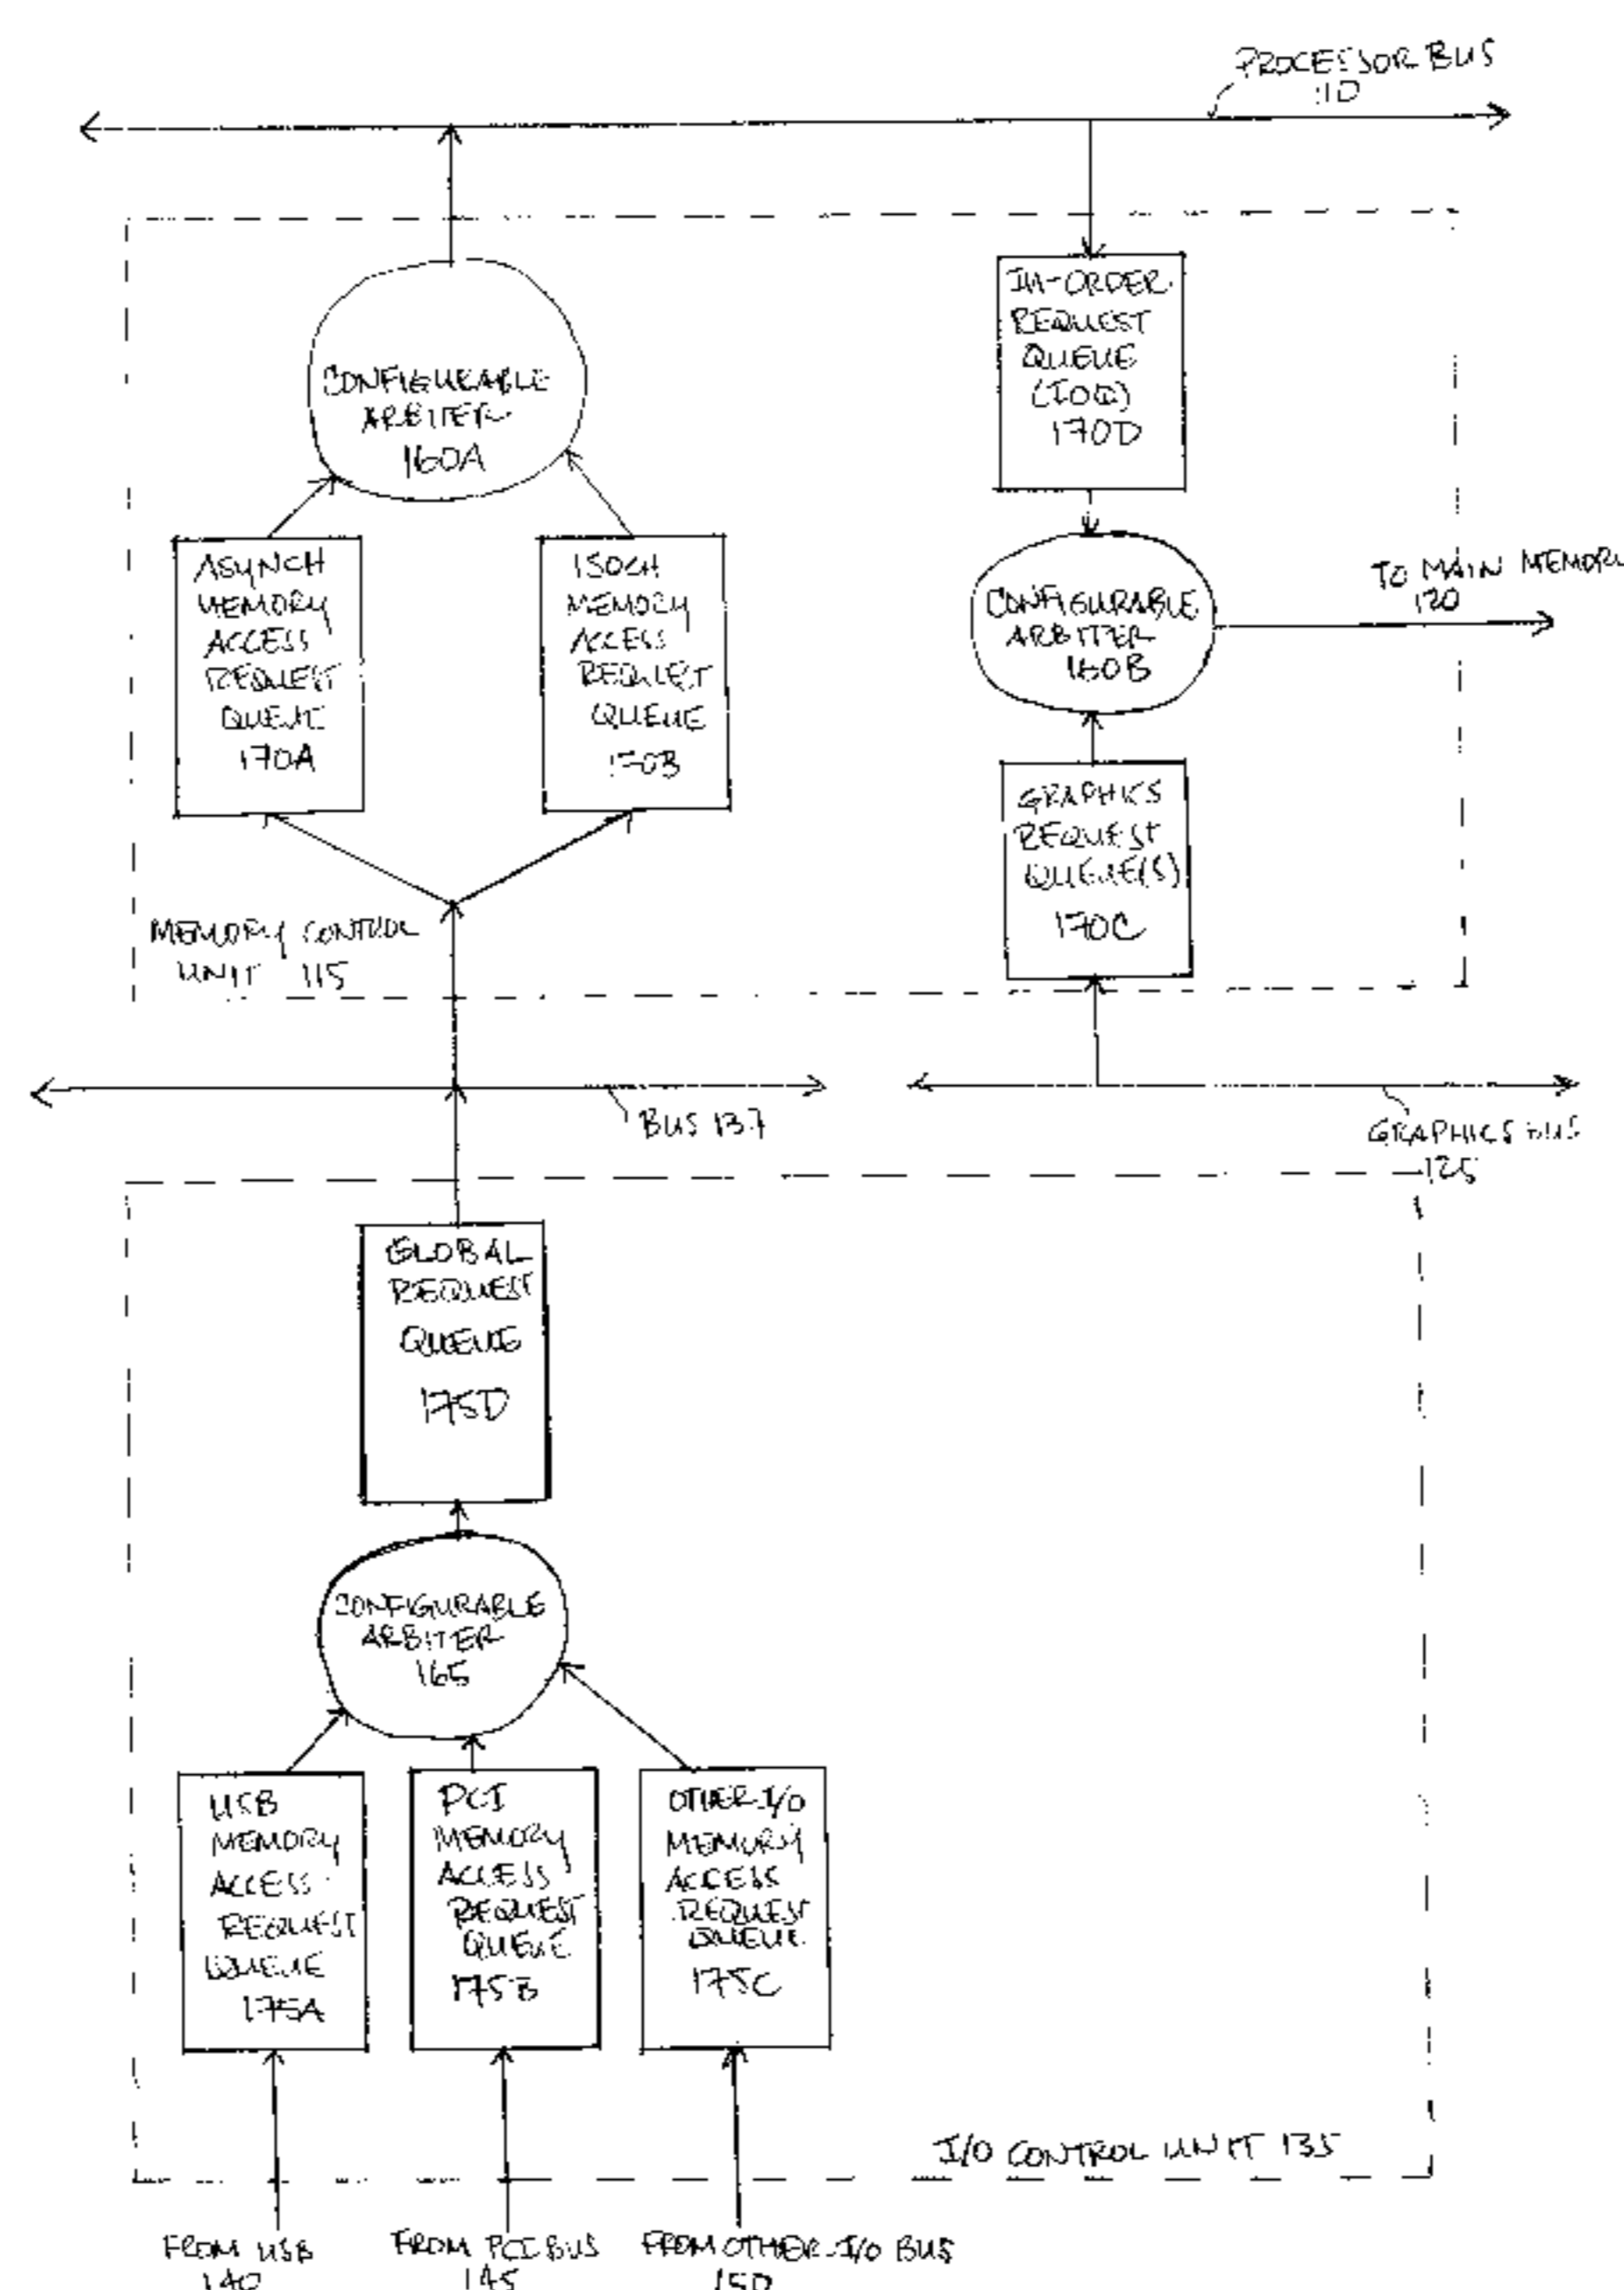 PROCESSOR BUS
110
CONFIGURABLE
ARBITER
160A
IN-ORDER
REQUEST
QUEUE
(IOQ)
170D
ASYNCH
MEMORY
ACCESS
REQUEST
QUEUE
170A
ISOCH
MEMORY
ACCESS
REQUEST
QUEUE
170B
CONFIGURABLE
ARBITER
160B
TO MAIN MEMORY
120
GRAPHICS
REQUEST
QUEUE(S)
170C
MEMORY CONTROL
UNIT 115
BUS 137
GRAPHICS BUS
125
GLOBAL
REQUEST
QUEUE
175D
CONFIGURABLE
ARBITER
165
USB
MEMORY
ACCESS
REQUEST
QUEUE
175A
PCI
MEMORY
ACCESS
REQUEST
QUEUE
175B
OTHER I/O
MEMORY
ACCESS
REQUEST
QUEUE
175C
I/O CONTROL UNIT 135
FROM USB
140
FROM PCI BUS
145
FROM OTHER I/O BUS
150